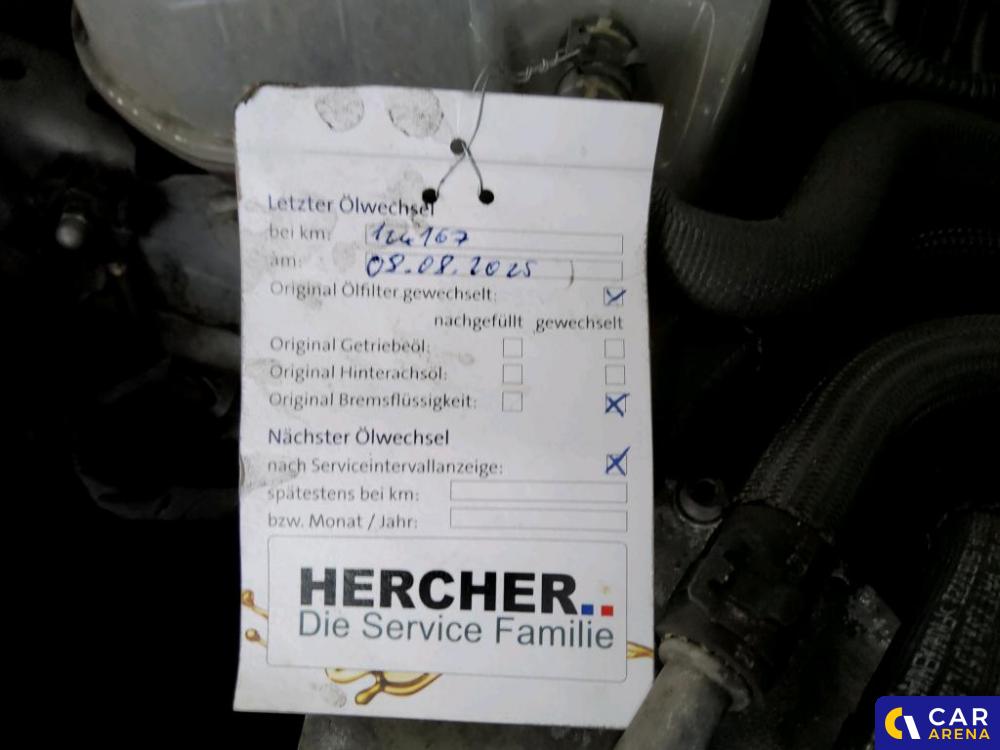 Letzter Ölwechsel
bei km: 124167
am: 08.08.2025
Original Ölfilter gewechselt:
nachgefüllt gewechselt
Original Getriebeöl:
Original Hinterachsöl:
Original Bremsflüssigkeit:
Nächster Ölwechsel
nach Serviceintervallanzeige:
spätestens bei km:
bzw. Monat / Jahr:
HERCHER
Die Service Familie
CAR
ARENA